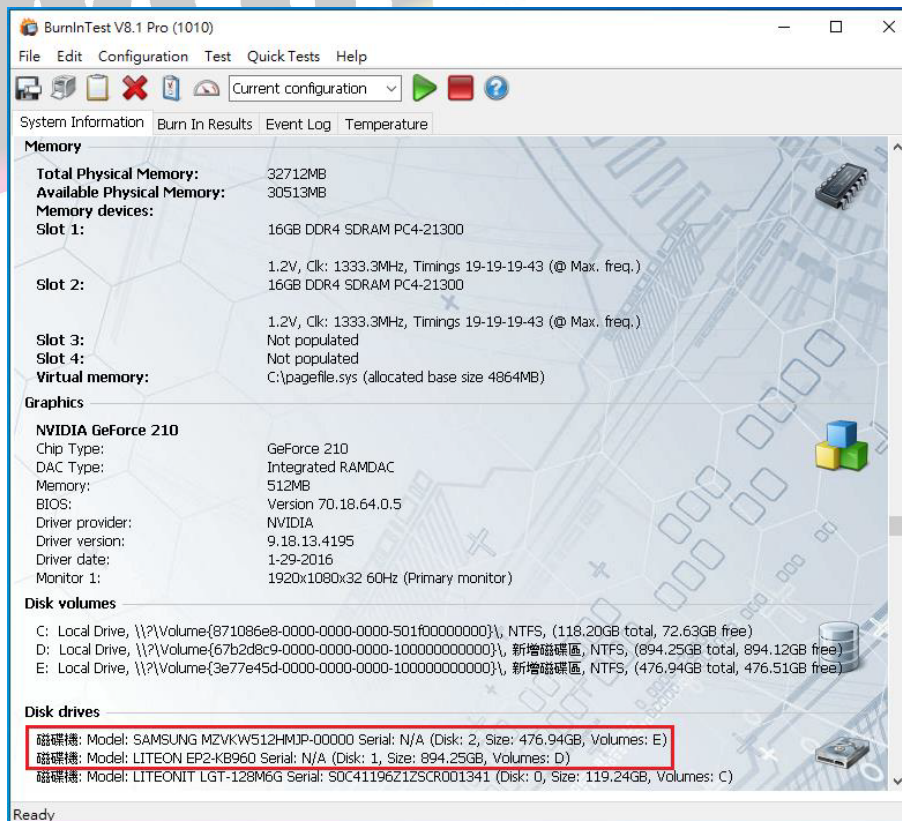 BurnInTest V8.1 Pro (1010)
File Edit Configuration Test Quick Tests Help
Current configuration
System Information Burn In Results Event Log Temperature
Memory
Total Physical Memory: 32712MB
Available Physical Memory: 30513MB
Memory devices:
Slot 1: 16GB DDR4 SDRAM PC4-21300
1.2V, Clk: 1333.3MHz, Timings 19-19-19-43 (@ Max. freq.)
Slot 2: 16GB DDR4 SDRAM PC4-21300
1.2V, Clk: 1333.3MHz, Timings 19-19-19-43 (@ Max. freq.)
Slot 3: Not populated
Slot 4: Not populated
Virtual memory: C:\pagefile.sys (allocated base size 4864MB)
Graphics
NVIDIA GeForce 210
Chip Type: GeForce 210
DAC Type: Integrated RAMDAC
Memory: 512MB
BIOS: Version 70.18.64.0.5
Driver provider: NVIDIA
Driver version: 9.18.13.4195
Driver date: 1-29-2016
Monitor 1: 1920x1080x32 60Hz (Primary monitor)
Disk volumes
C: Local Drive, \\?\Volume{871086e8-0000-0000-0000-501f00000000}\, NTFS, (118.20GB total, 72.63GB free)
D: Local Drive, \\?\Volume{67b2d8c9-0000-0000-0000-100000000000}\, 新增磁碟區, NTFS, (894.25GB total, 894.12GB free)
E: Local Drive, \\?\Volume{3e77e45d-0000-0000-0000-100000000000}\, 新增磁碟區, NTFS, (476.94GB total, 476.51GB free)
Disk drives
磁碟機: Model: SAMSUNG MZVKW512HMJP-00000 Serial: N/A (Disk: 2, Size: 476.94GB, Volumes: E)
磁碟機: Model: LITEON EP2-KB960 Serial: N/A (Disk: 1, Size: 894.25GB, Volumes: D)
磁碟機: Model: LITEONIT LGT-128M6G Serial: S0C41196Z1ZSCR001341 (Disk: 0, Size: 119.24GB, Volumes: C)
Ready